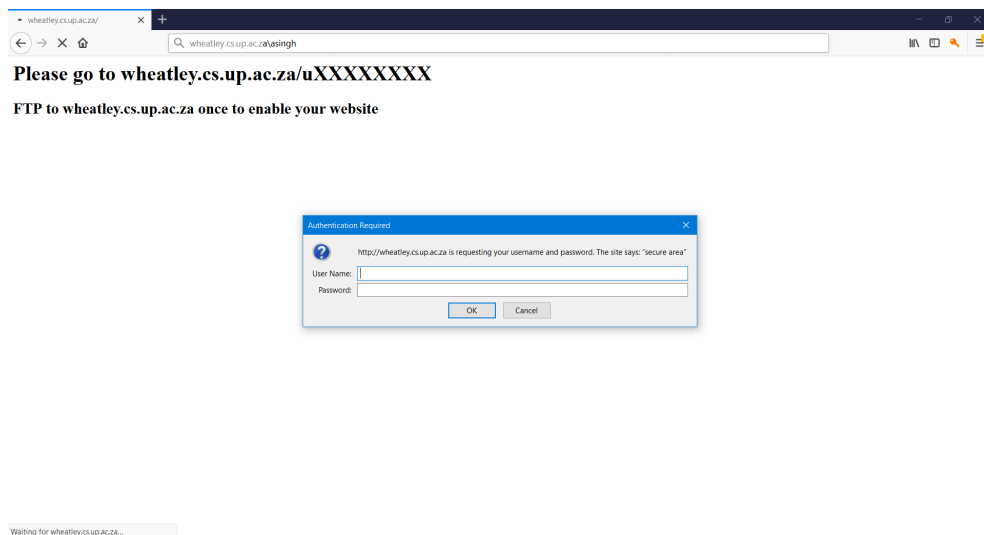 wheatley.cs.up.ac.za/
wheatley.cs.up.ac.za\asingh
Please go to wheatley.cs.up.ac.za/uXXXXXXXX
FTP to wheatley.cs.up.ac.za once to enable your website
Authentication Required
http://wheatley.cs.up.ac.za is requesting your username and password. The site says: "secure area"
User Name:
Password:
OK Cancel
Waiting for wheatley.cs.up.ac.za...